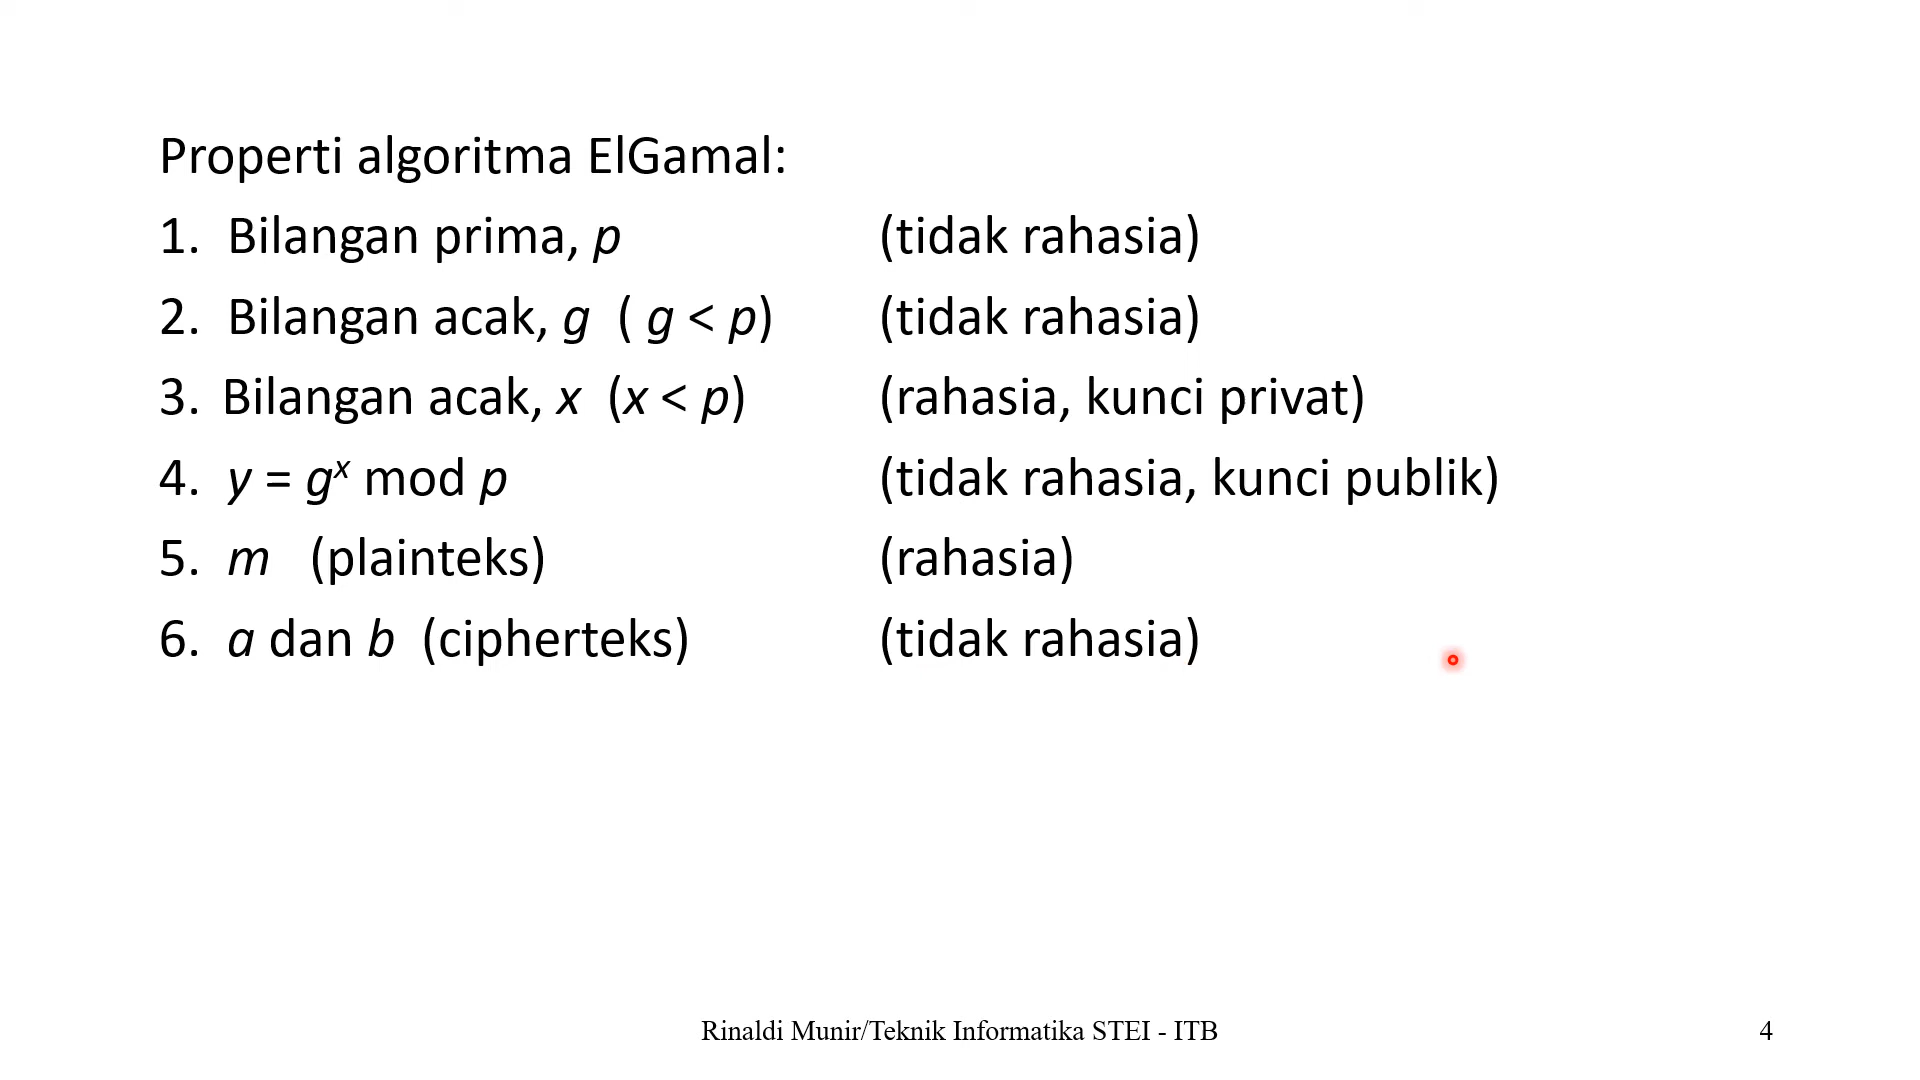 Properti algoritma ElGamal:
1. Bilangan prima, p (tidak rahasia)
2. Bilangan acak, g ( g < p) (tidak rahasia)
3. Bilangan acak, x (x < p) (rahasia, kunci privat)
4. y = gˣ mod p (tidak rahasia, kunci publik)
5. m (plainteks) (rahasia)
6. a dan b (cipherteks) (tidak rahasia)
Rinaldi Munir/Teknik Informatika STEI - ITB 4